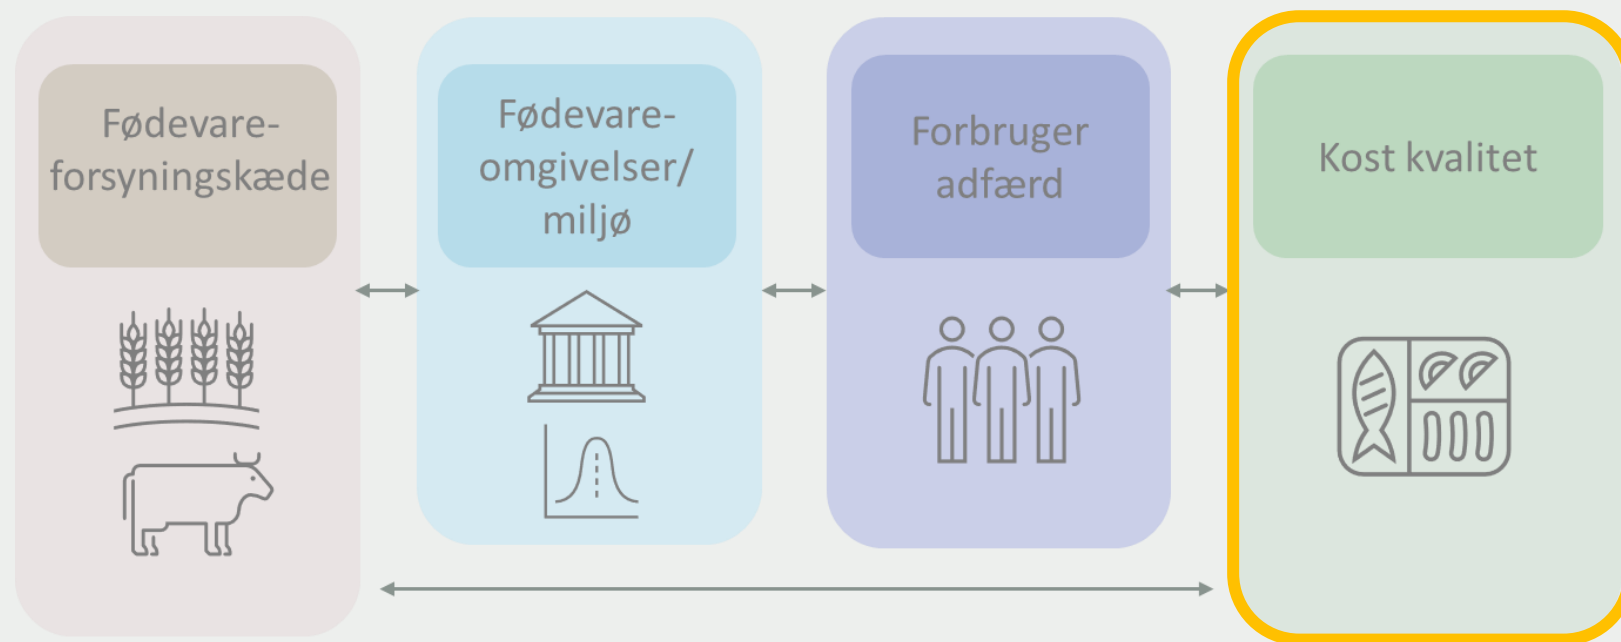 Fødevare-
forsyningskæde
Fødevare-
omgivelser/
miljø
Forbruger
adfærd
Kost kvalitet